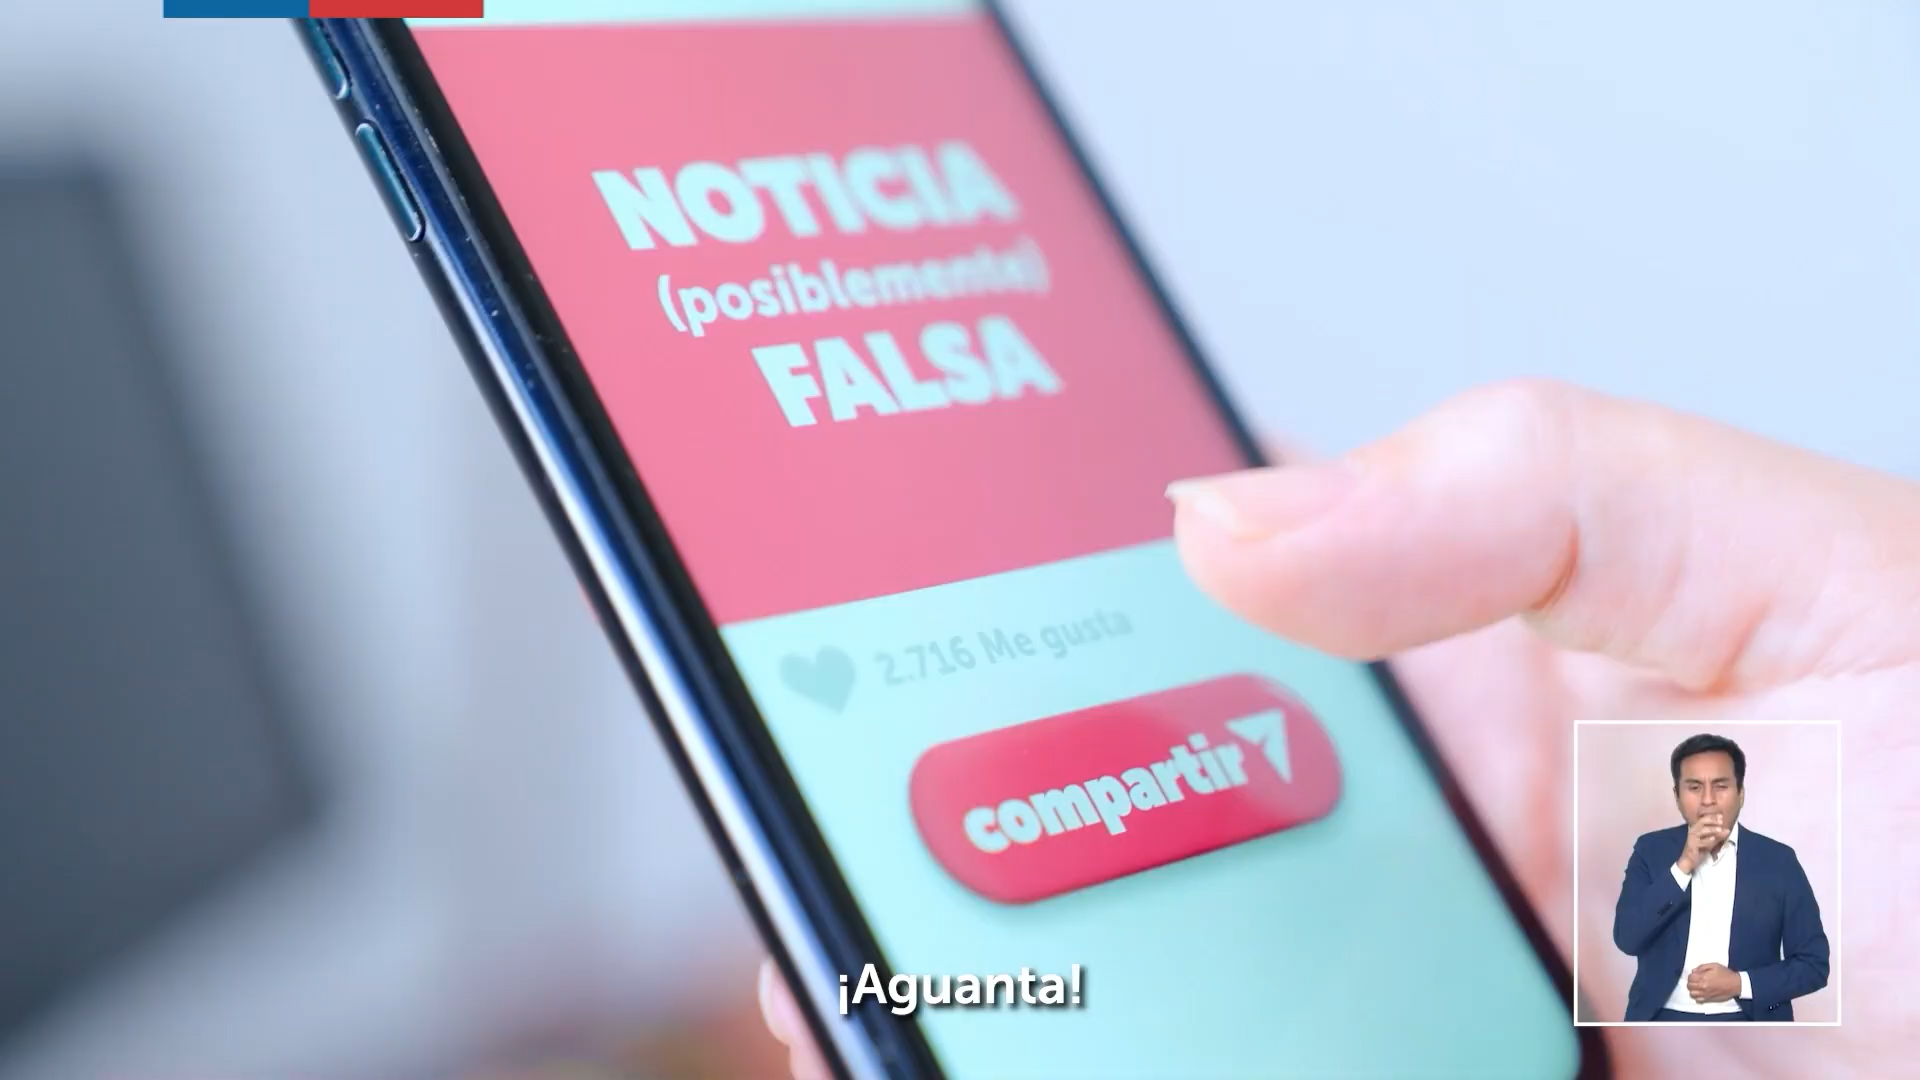 NOTICIA
(posiblemente)
FALSA
2.716 Me gusta
compartir
¡Aguanta!